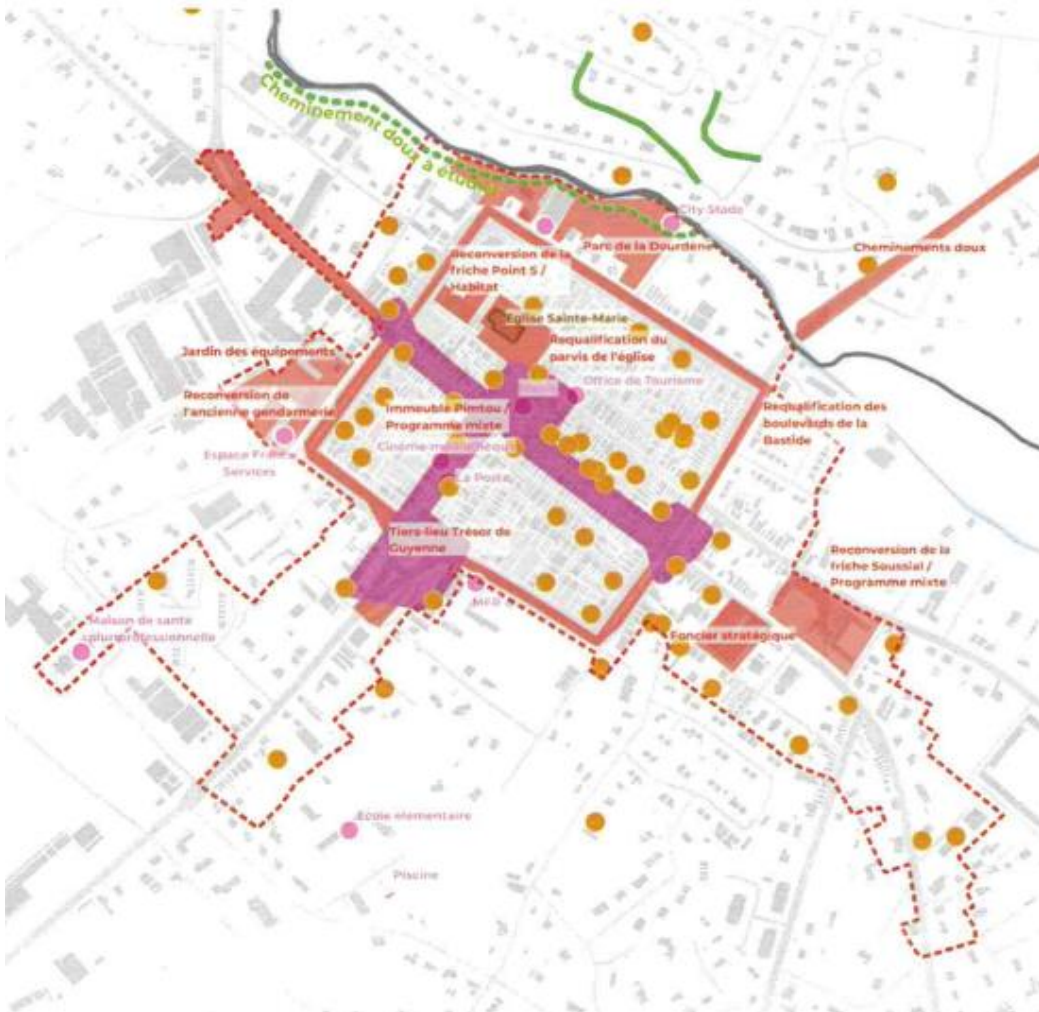 Cheminement doux à étudier
City Stade
Parc de la Dourdène
Cheminements doux
Reconversion de la
friche Point S /
Habitat
Eglise Sainte-Marie
Requalification du
parvis de l'église
Office de Tourisme
Jardin des équipements
Reconversion de
l'ancienne gendarmerie
Immeuble Pimtou /
Programme mixte
Requalification des
boulevards de la
Bastide
Cinéma-médiathèque
Espace France
Services
La Poste
Tiers-lieu Trésor de
Guyenne
Reconversion de la
friche Soussial /
Programme mixte
MFR
Maison de santé
pluriprofessionnelle
Foncier stratégique
Ecole élémentaire
Piscine